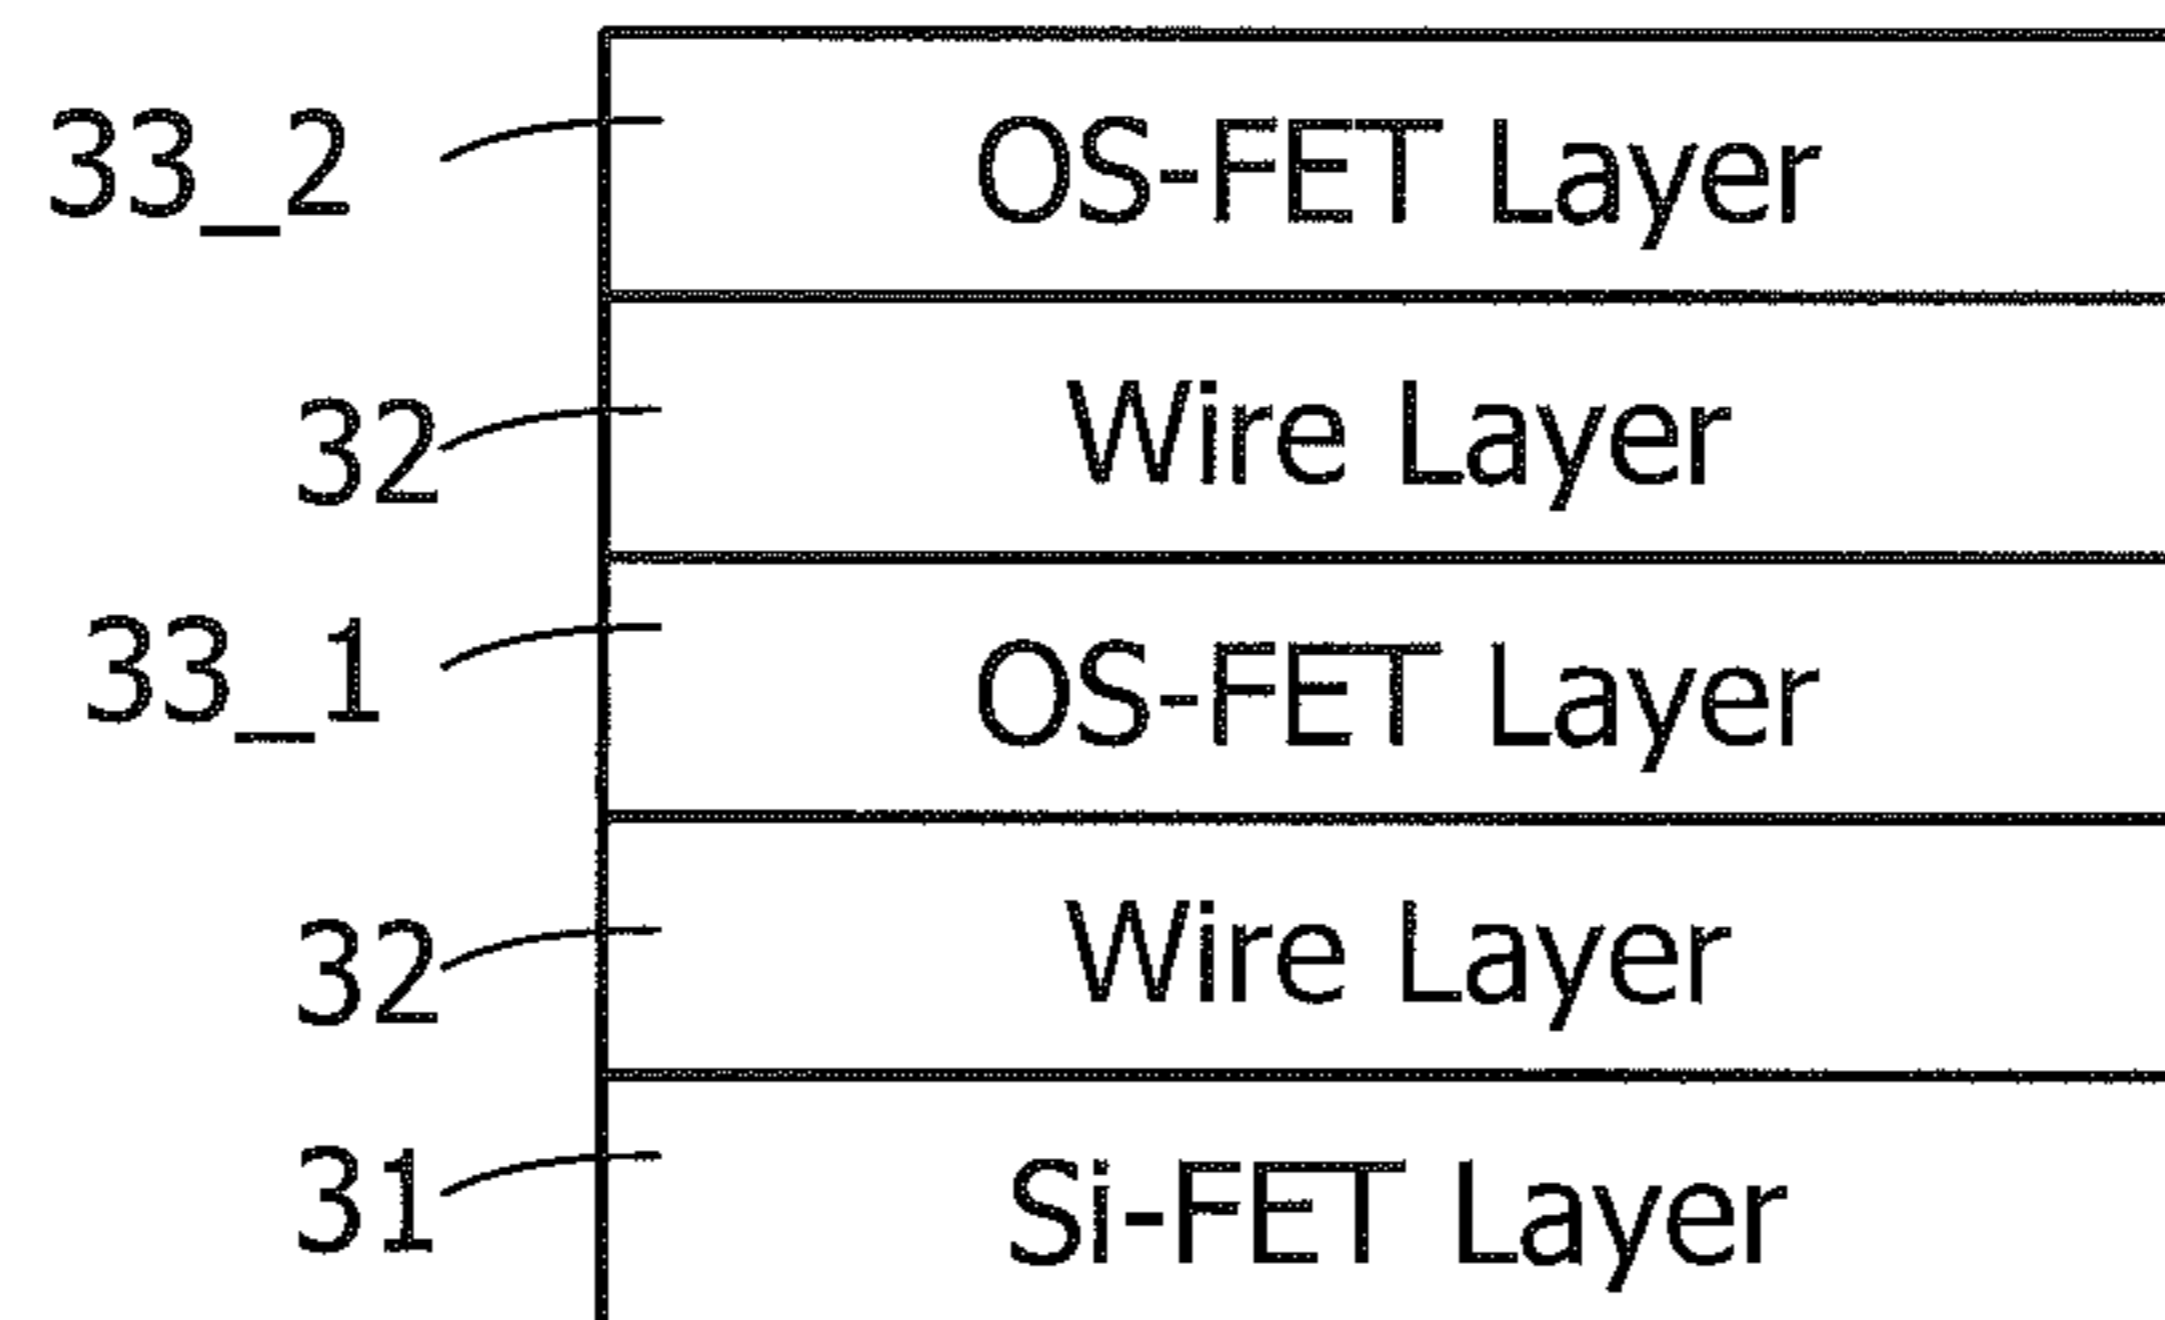 33_2 OS-FET Layer
32 Wire Layer
33_1 OS-FET Layer
32 Wire Layer
31 Si-FET Layer